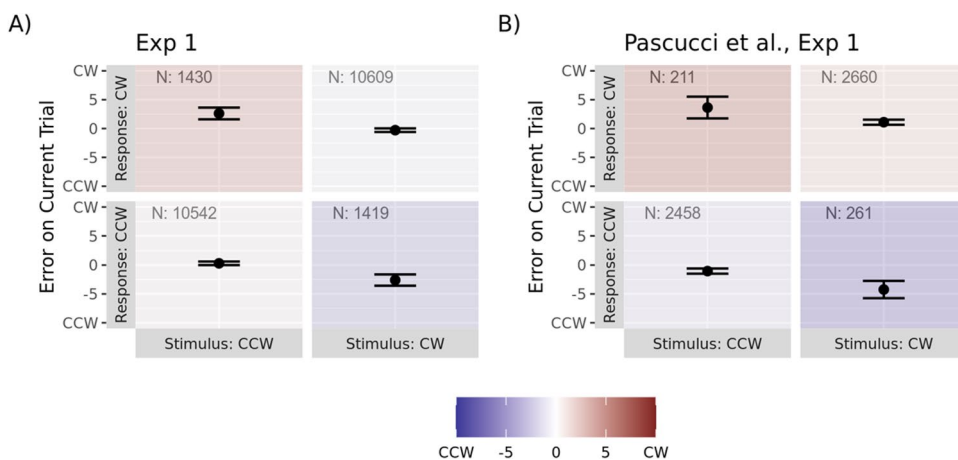 A)
Exp 1
Error on Current Trial
Response: CW
CW
5
0
-5
CCW
N: 1430
N: 10609
Response: CCW
CW
5
0
-5
CCW
N: 10542
N: 1419
Stimulus: CCW
Stimulus: CW
B)
Pascucci et al., Exp 1
Error on Current Trial
Response: CW
CW
5
0
-5
CCW
N: 211
N: 2660
Response: CCW
CW
5
0
-5
CCW
N: 2458
N: 261
Stimulus: CCW
Stimulus: CW
CCW -5 0 5 CW